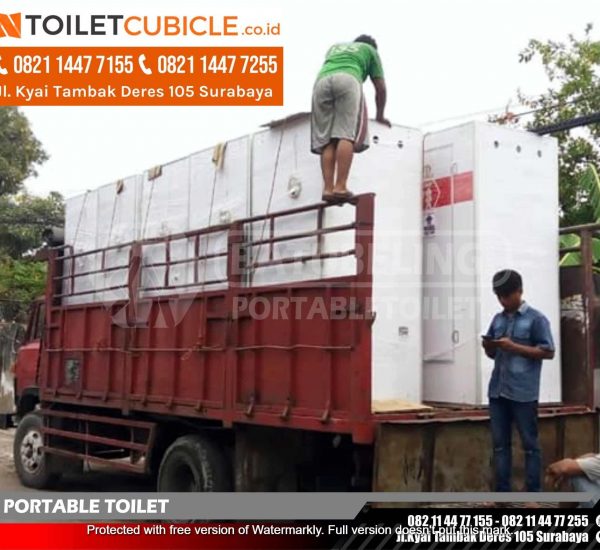 TOILETCUBICLE.co.id
0821 1447 7155 0821 1447 7255
Jl. Kyai Tambak Deres 105 Surabaya
PORTABLETOILET
PORTABLE TOILET
082 11 44 77 155 - 082 11 44 77 255
Protected with free version of Watermarkly. Full version doesn't put this mark.
Jl.Kyai Tambak Deres 105 Surabaya